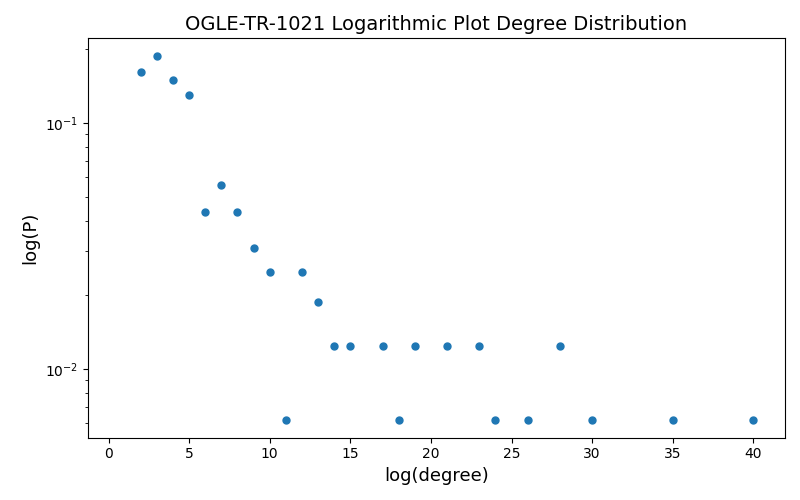 OGLE-TR-1021 Logarithmic Plot Degree Distribution
log(P)
10⁻¹
10⁻²
0 5 10 15 20 25 30 35 40
log(degree)